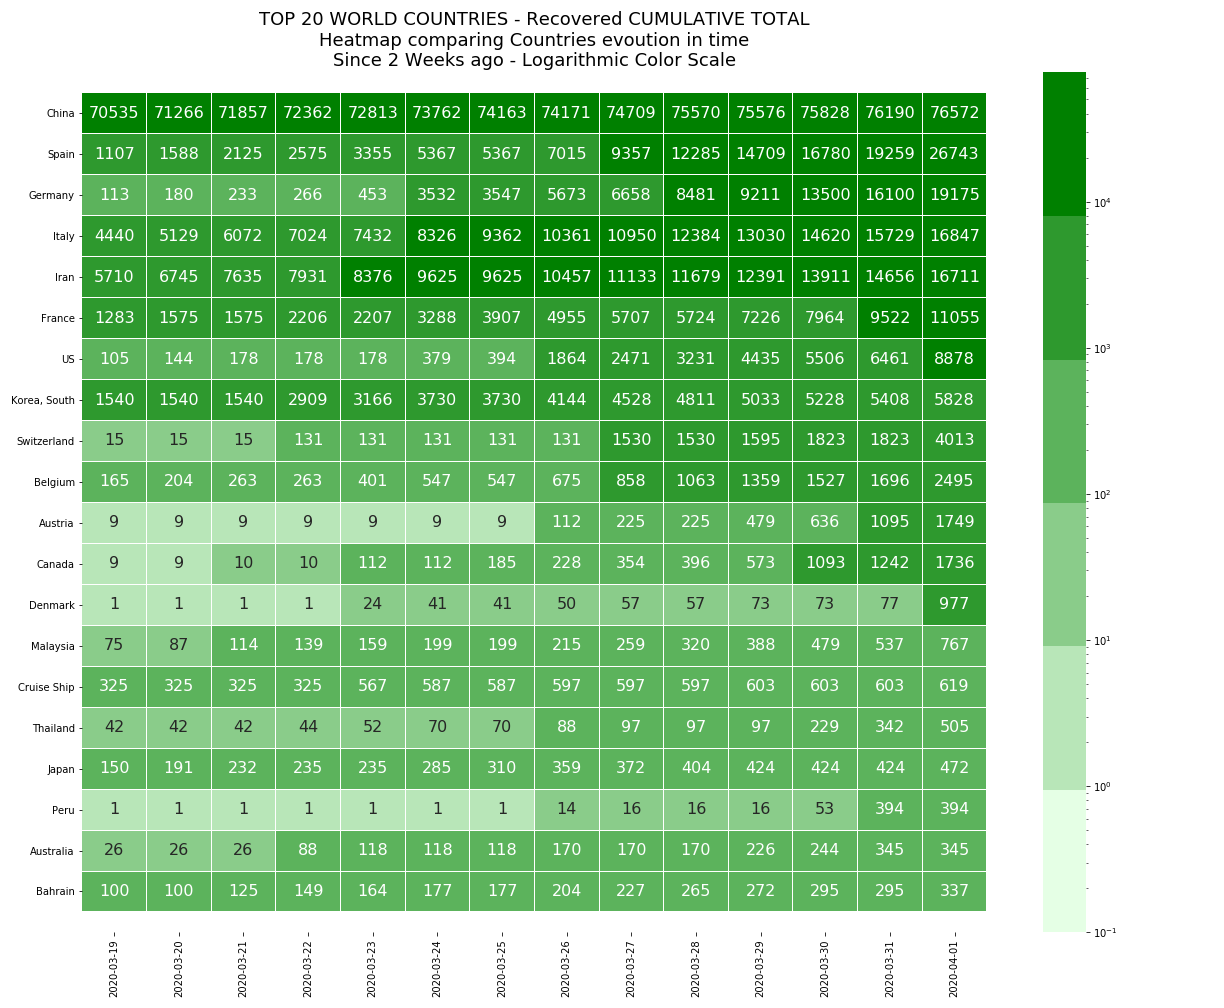 TOP 20 WORLD COUNTRIES - Recovered CUMULATIVE TOTAL
Heatmap comparing Countries evoution in time
Since 2 Weeks ago - Logarithmic Color Scale
China 70535 71266 71857 72362 72813 73762 74163 74171 74709 75570 75576 75828 76190 76572
Spain 1107 1588 2125 2575 3355 5367 5367 7015 9357 12285 14709 16780 19259 26743
Germany 113 180 233 266 453 3532 3547 5673 6658 8481 9211 13500 16100 19175
Italy 4440 5129 6072 7024 7432 8326 9362 10361 10950 12384 13030 14620 15729 16847
Iran 5710 6745 7635 7931 8376 9625 9625 10457 11133 11679 12391 13911 14656 16711
France 1283 1575 1575 2206 2207 3288 3907 4955 5707 5724 7226 7964 9522 11055
US 105 144 178 178 178 379 394 1864 2471 3231 4435 5506 6461 8878
Korea, South 1540 1540 1540 2909 3166 3730 3730 4144 4528 4811 5033 5228 5408 5828
Switzerland 15 15 15 131 131 131 131 131 1530 1530 1595 1823 1823 4013
Belgium 165 204 263 263 401 547 547 675 858 1063 1359 1527 1696 2495
Austria 9 9 9 9 9 9 9 112 225 225 479 636 1095 1749
Canada 9 9 10 10 112 112 185 228 354 396 573 1093 1242 1736
Denmark 1 1 1 1 24 41 41 50 57 57 73 73 77 977
Malaysia 75 87 114 139 159 199 199 215 259 320 388 479 537 767
Cruise Ship 325 325 325 325 567 587 587 597 597 597 603 603 603 619
Thailand 42 42 42 44 52 70 70 88 97 97 97 229 342 505
Japan 150 191 232 235 235 285 310 359 372 404 424 424 424 472
Peru 1 1 1 1 1 1 1 14 16 16 16 53 394 394
Australia 26 26 26 88 118 118 118 170 170 170 226 244 345 345
Bahrain 100 100 125 149 164 177 177 204 227 265 272 295 295 337
2020-03-19 2020-03-20 2020-03-21 2020-03-22 2020-03-23 2020-03-24 2020-03-25 2020-03-26 2020-03-27 2020-03-28 2020-03-29 2020-03-30 2020-03-31 2020-04-01
10⁴
10³
10²
10¹
10⁰
10⁻¹